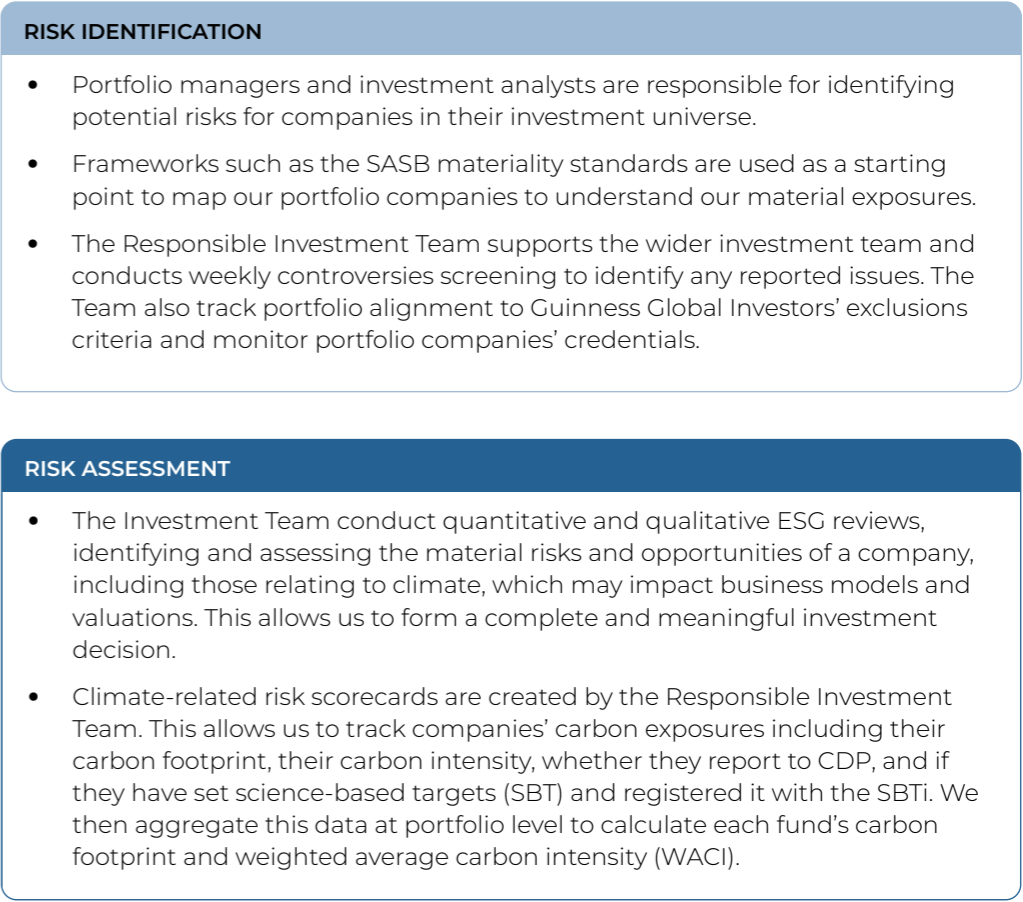 RISK IDENTIFICATION
• Portfolio managers and investment analysts are responsible for identifying
potential risks for companies in their investment universe.
• Frameworks such as the SASB materiality standards are used as a starting
point to map our portfolio companies to understand our material exposures.
• The Responsible Investment Team supports the wider investment team and
conducts weekly controversies screening to identify any reported issues. The
Team also track portfolio alignment to Guinness Global Investors’ exclusions
criteria and monitor portfolio companies’ credentials.
RISK ASSESSMENT
• The Investment Team conduct quantitative and qualitative ESG reviews,
identifying and assessing the material risks and opportunities of a company,
including those relating to climate, which may impact business models and
valuations. This allows us to form a complete and meaningful investment
decision.
• Climate-related risk scorecards are created by the Responsible Investment
Team. This allows us to track companies’ carbon exposures including their
carbon footprint, their carbon intensity, whether they report to CDP, and if
they have set science-based targets (SBT) and registered it with the SBTi. We
then aggregate this data at portfolio level to calculate each fund’s carbon
footprint and weighted average carbon intensity (WACI).